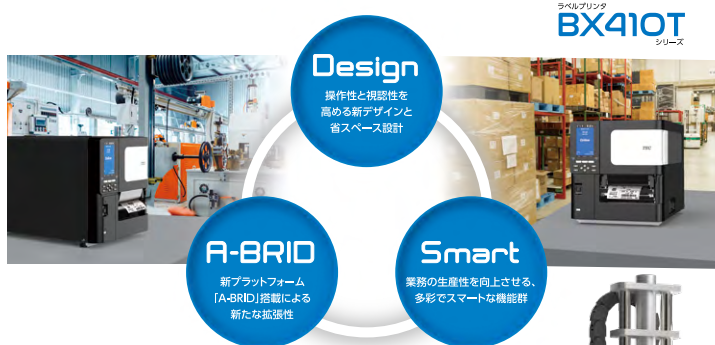 ラベルプリンタ
BX410T
シリーズ
Design
操作性と視認性を
高める新デザインと
省スペース設計
A-BRID
新プラットフォーム
「A-BRID」搭載による
新たな拡張性
Smart
業務の生産性を向上させる、
多彩でスマートな機能群